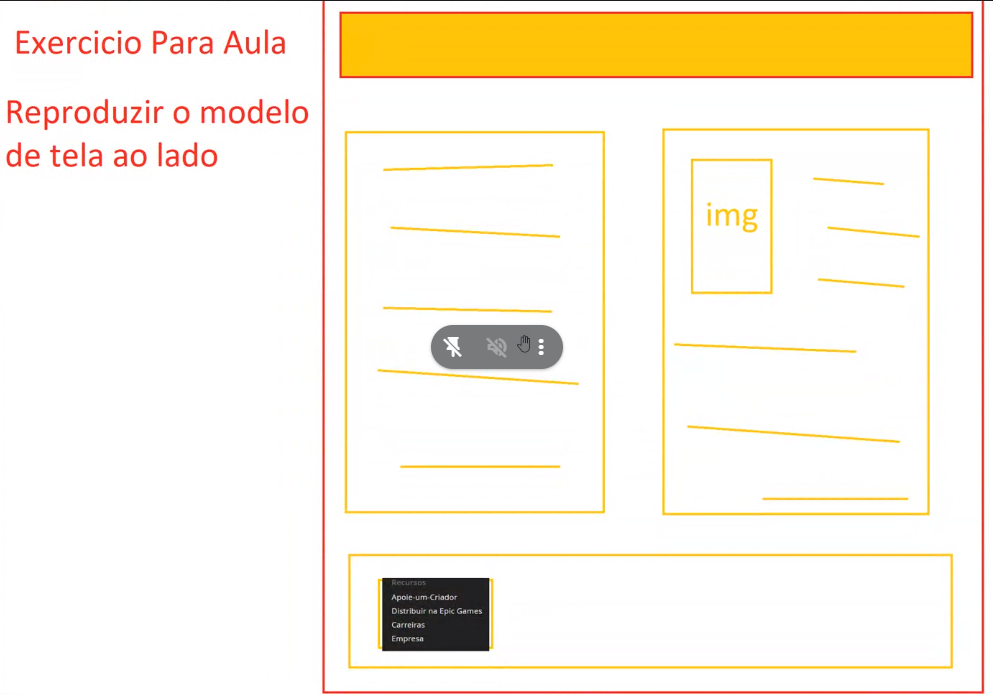 Exercicio Para Aula
Reproduzir o modelo
de tela ao lado
img
Recursos
Apoie-um-Criador
Distribuir na Epic Games
Carreiras
Empresa